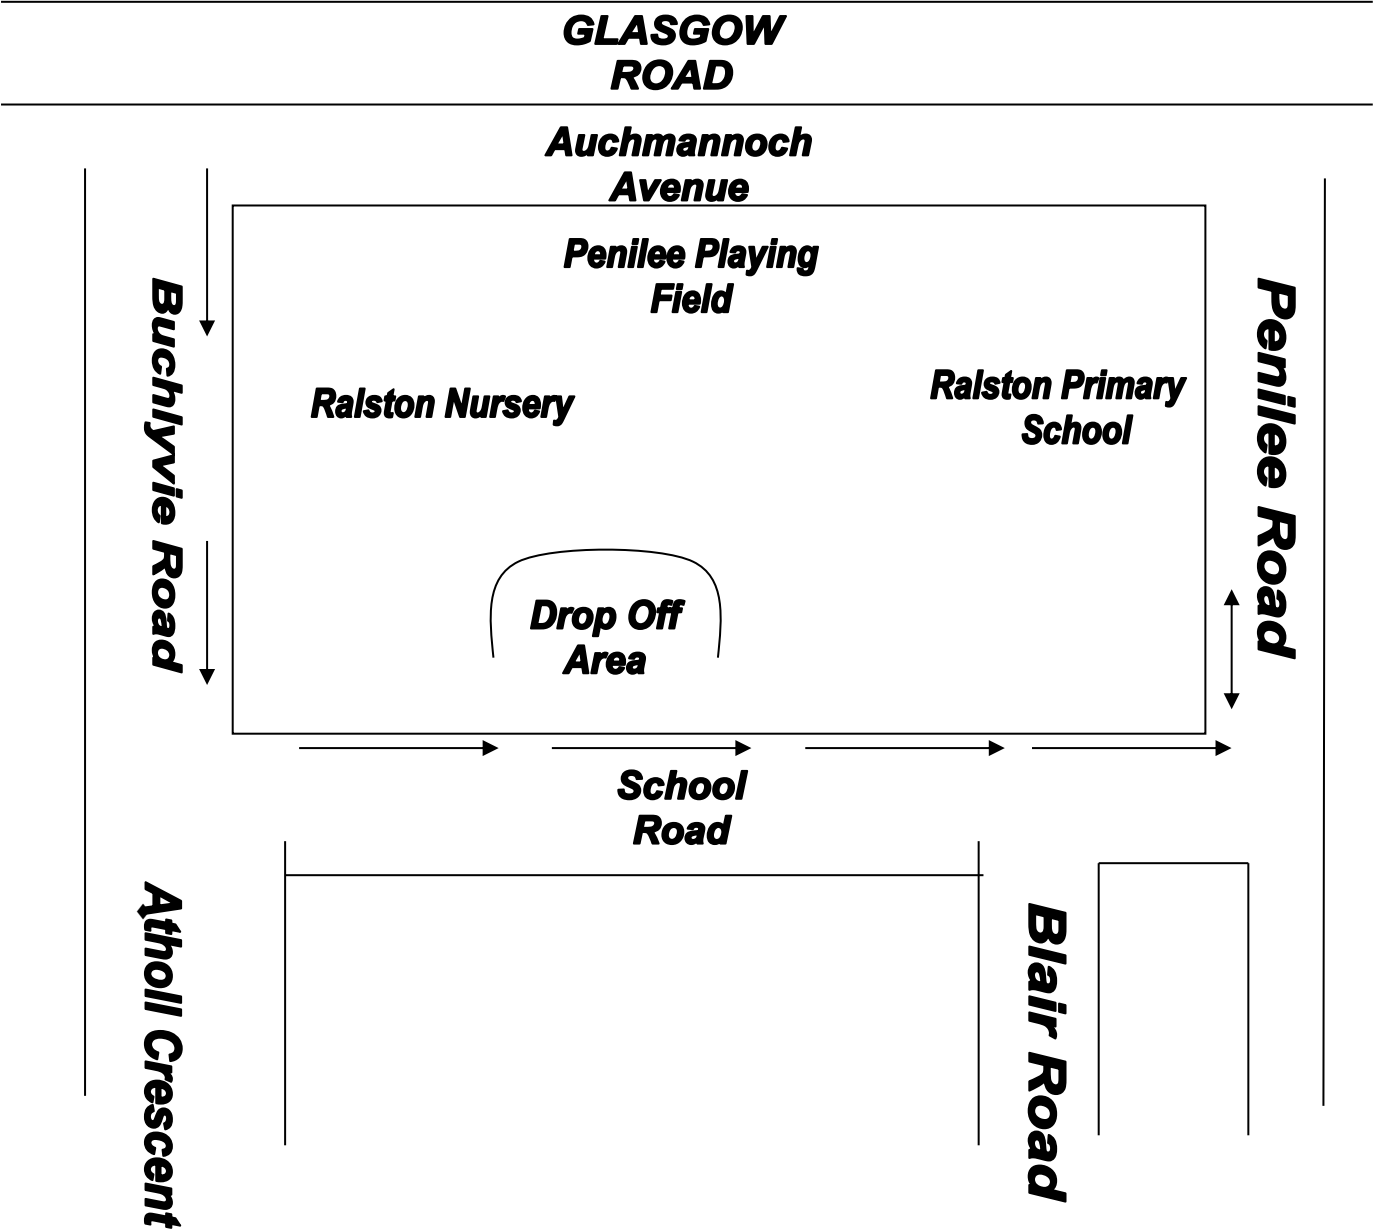 GLASGOW
ROAD
Auchmannoch
Avenue
Penilee Playing
Field
Buchlyvie Road
Ralston Nursery
Ralston Primary
School
Penilee Road
Drop Off
Area
School
Road
Atholl Crescent
Blair Road